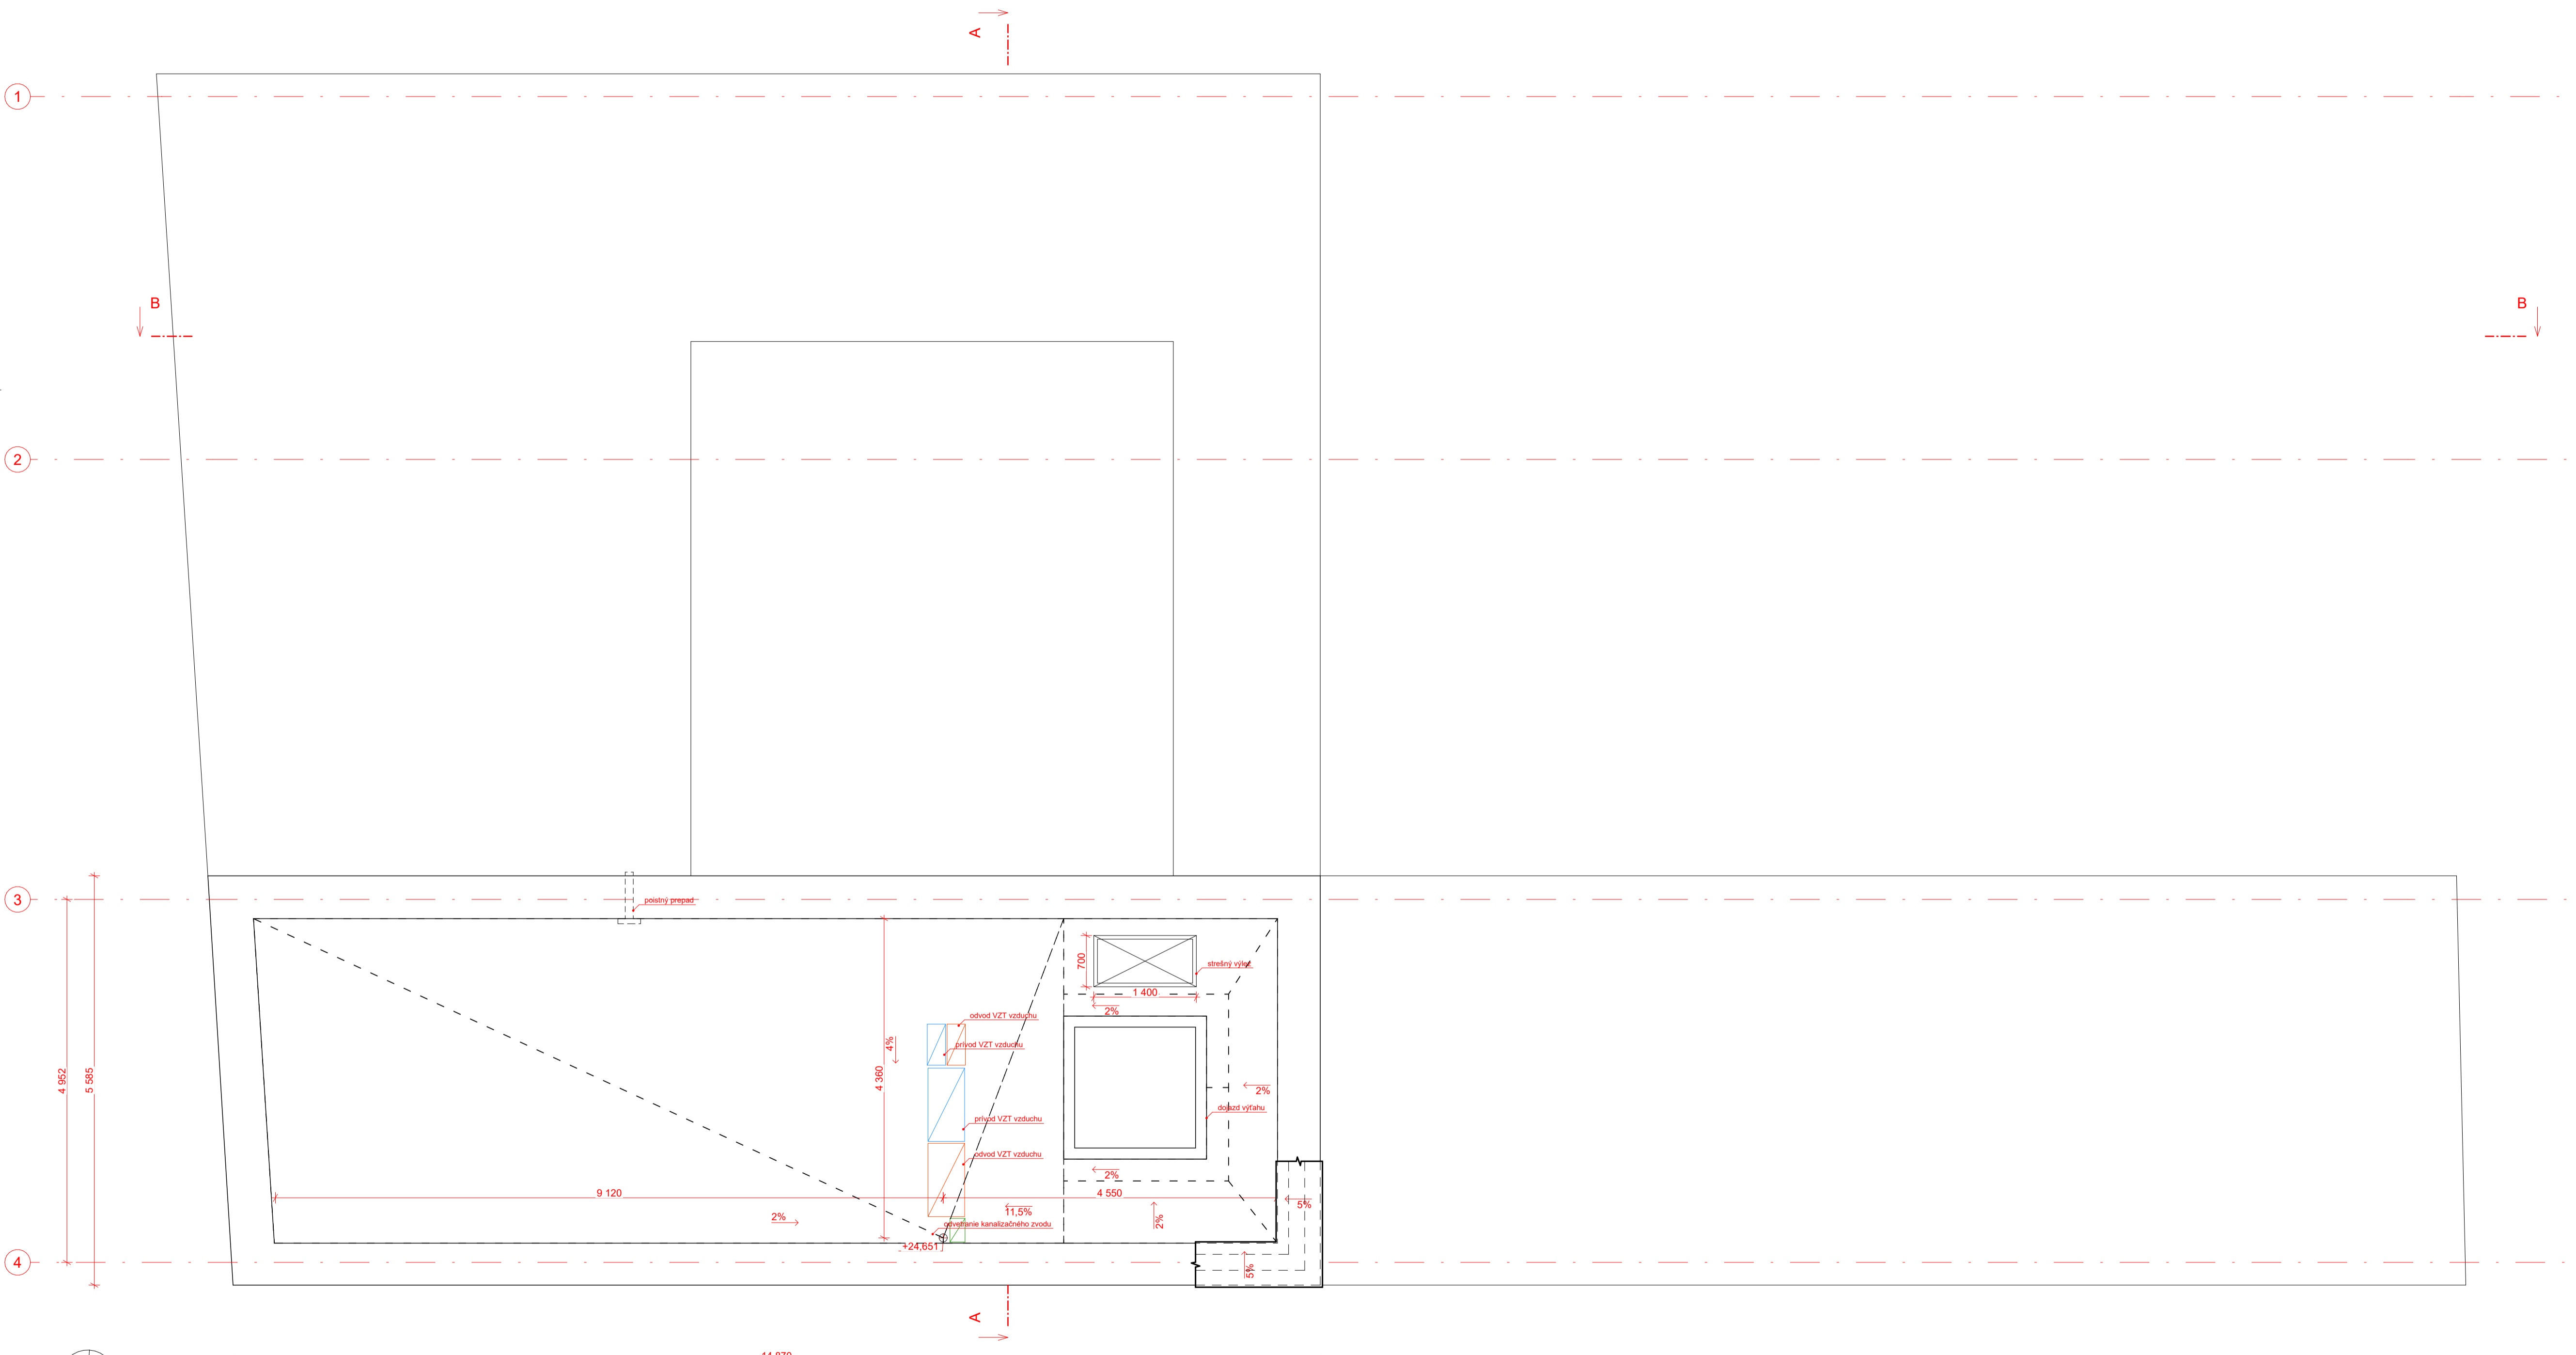 A
1
B
B
2
3
poistný prepad
strešný výlez
700
1 400
2%
odvod VZT vzduchu
4%
prívod VZT vzduchu
4 360
4 952
5 585
2%
dojazd výťahu
prívod VZT vzduchu
odvod VZT vzduchu
2%
9 120
4 550
5%
11,5%
2%
2%
odvetranie kanalizačného zvodu
+24,651
4
5%
A
14 870